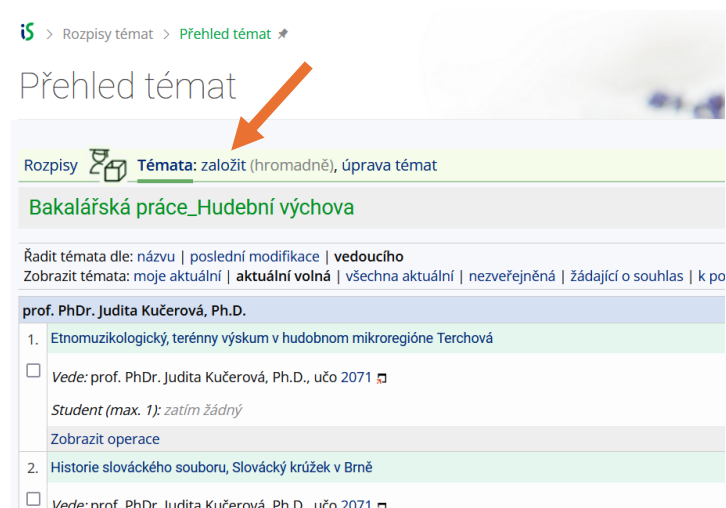 iS > Rozpisy témat > Přehled témat
Přehled témat
Rozpisy Témata: založit (hromadně), úprava témat
Bakalářská práce_Hudební výchova
Řadit témata dle: názvu | poslední modifikace | vedoucího
Zobrazit témata: moje aktuální | aktuální volná | všechna aktuální | nezveřejněná | žádající o souhlas | k po
prof. PhDr. Judita Kučerová, Ph.D.
1. Etnomuzikologický, terénny výskum v hudobnom mikroregióne Terchová
Vede: prof. PhDr. Judita Kučerová, Ph.D., učo 2071
Student (max. 1): zatím žádný
Zobrazit operace
2. Historie slováckého souboru, Slovácký krúžek v Brně
Vede: prof. PhDr. Judita Kučerová, Ph.D., učo 2071